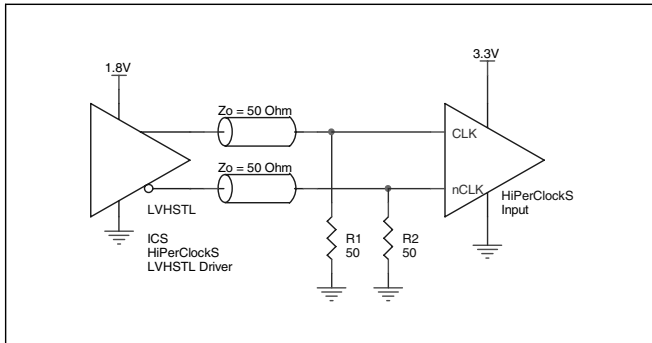 1.8V
3.3V
Zo = 50 Ohm
CLK
Zo = 50 Ohm
nCLK
LVHSTL
ICS
HiPerClockS
LVHSTL Driver
R1
50
R2
50
HiPerClockS
Input